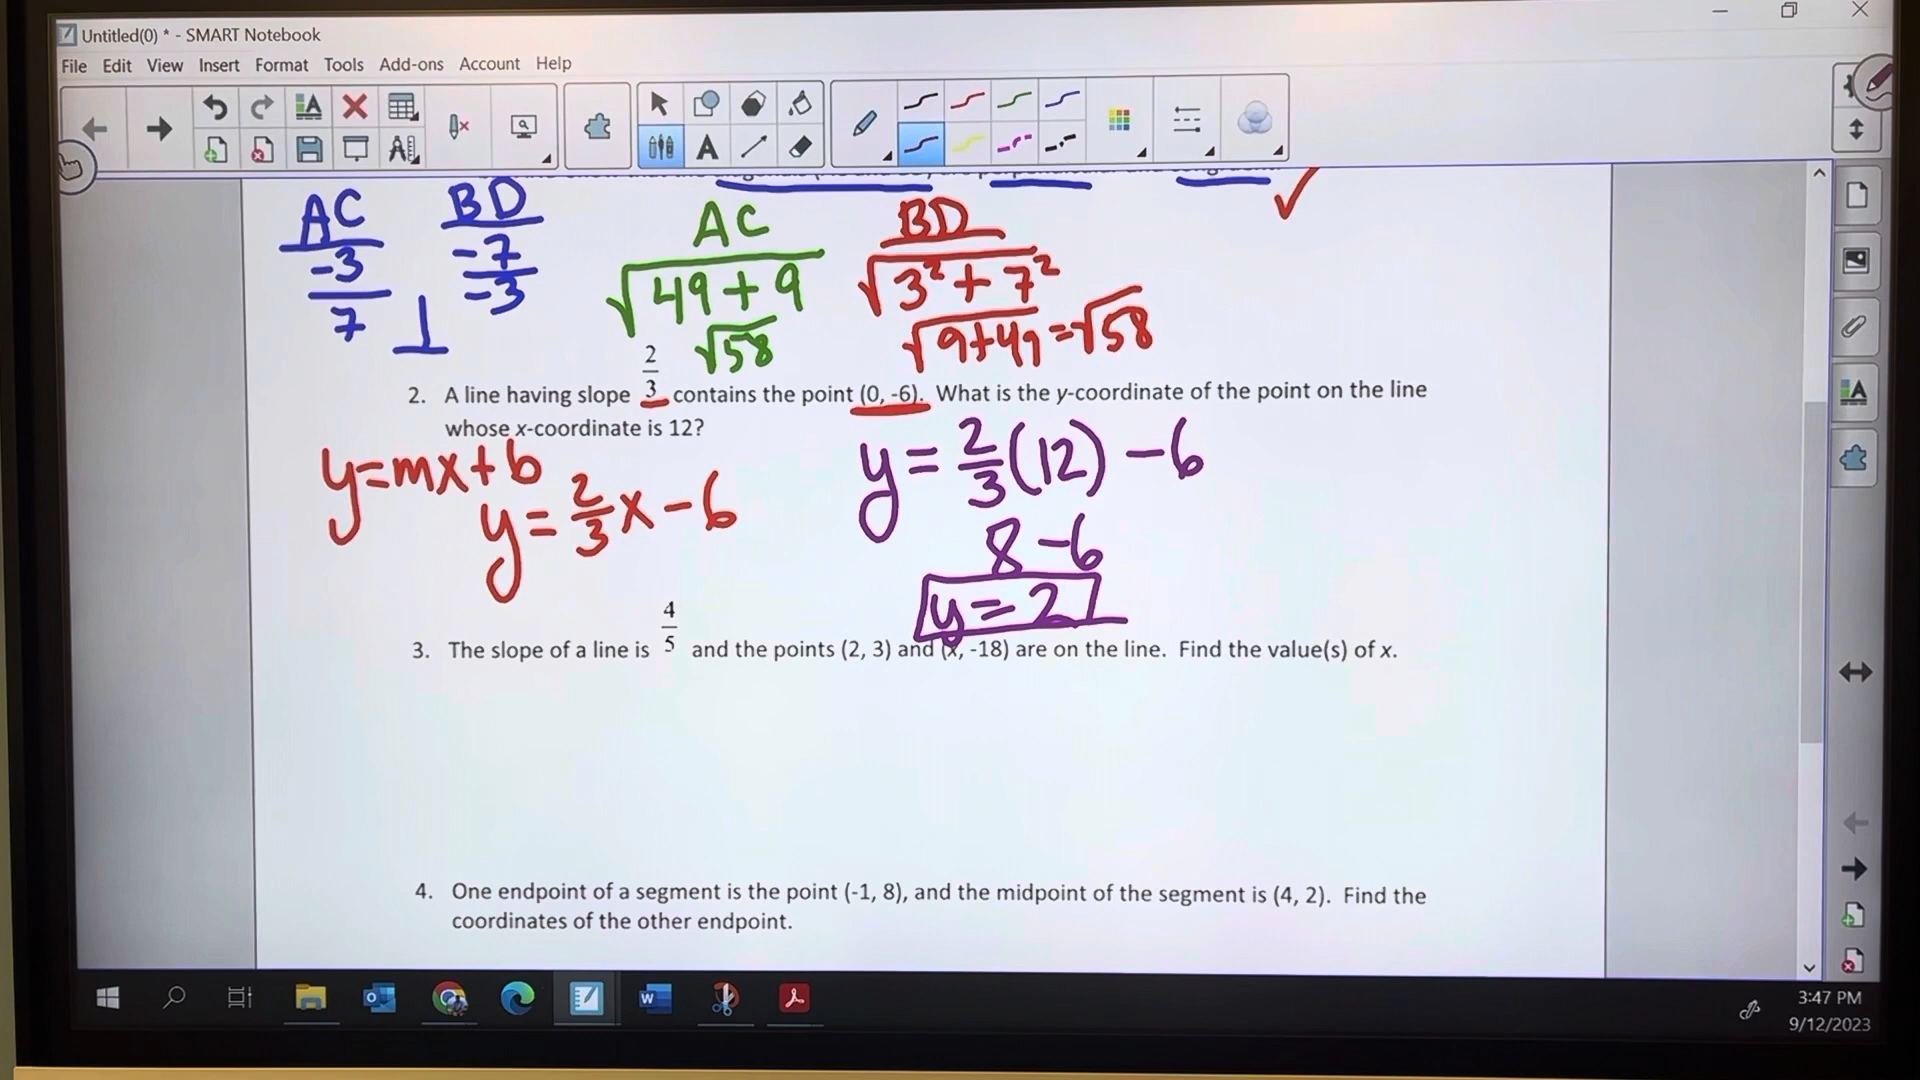 Untitled(0) * - SMART Notebook
File Edit View Insert Format Tools Add-ons Account Help
AC BD AC BD
-3/7 ⊥ -7/-3 √49+9 √3²+7²
√58 √9+49=√58
2. A line having slope 2/3 contains the point (0, -6). What is the y-coordinate of the point on the line
whose x-coordinate is 12?
y=mx+b y=2/3(12)-6
y=2/3x-6
8-6
y=2
3. The slope of a line is 4/5 and the points (2, 3) and (x, -18) are on the line. Find the value(s) of x.
4. One endpoint of a segment is the point (-1, 8), and the midpoint of the segment is (4, 2). Find the
coordinates of the other endpoint.
3:47 PM
9/12/2023